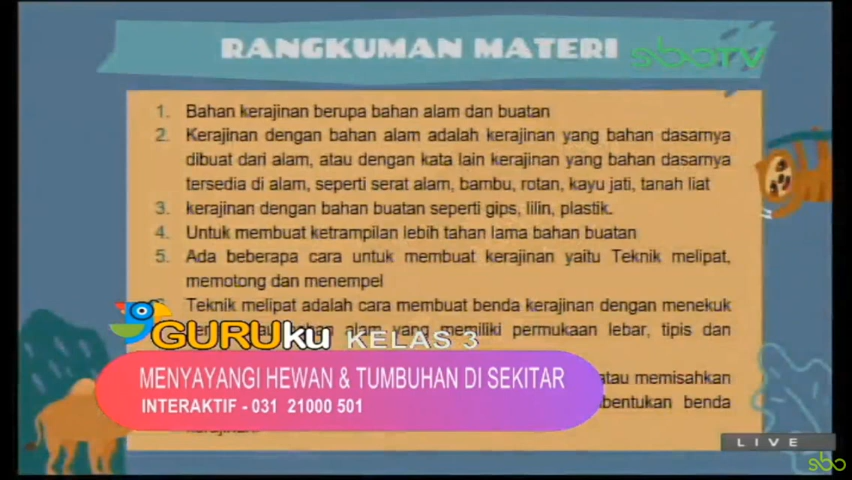 RANGKUMAN MATERI
sboTV
1. Bahan kerajinan berupa bahan alam dan buatan
2. Kerajinan dengan bahan alam adalah kerajinan yang bahan dasarnya
dibuat dari alam, atau dengan kata lain kerajinan yang bahan dasarnya
tersedia di alam, seperti serat alam, bambu, rotan, kayu jati, tanah liat
3. kerajinan dengan bahan buatan seperti gips, lilin, plastik.
4. Untuk membuat ketrampilan lebih tahan lama bahan buatan
5. Ada beberapa cara untuk membuat kerajinan yaitu Teknik melipat,
memotong dan menempel
Teknik melipat adalah cara membuat benda kerajinan dengan menekuk
alam yang memiliki permukaan lebar, tipis dan
GURUku KELAS 3
MENYAYANGI HEWAN & TUMBUHAN DI SEKITAR
atau memisahkan
INTERAKTIF - 031 21000 501
benda
LIVE
sbo